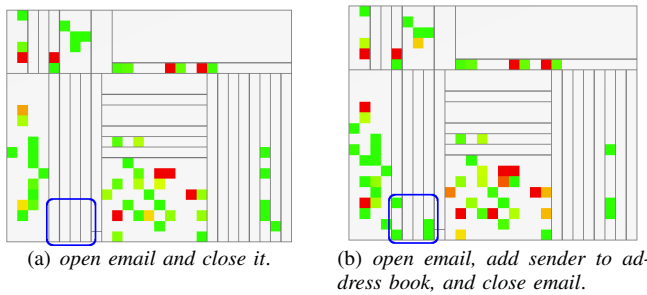 (a) open email and close it.
(b) open email, add sender to ad-
dress book, and close email.